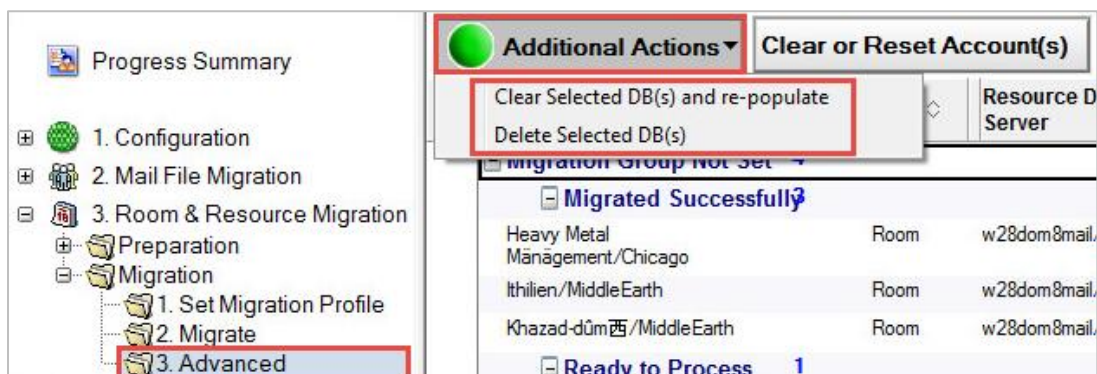 Progress Summary
1. Configuration
2. Mail File Migration
3. Room & Resource Migration
Preparation
Migration
1. Set Migration Profile
2. Migrate
3. Advanced
Additional Actions
Clear or Reset Account(s)
Clear Selected DB(s) and re-populate
Delete Selected DB(s)
Resource D
Server
Migration Group Not Set 4
Migrated Successfully 3
Heavy Metal Room w28dom8mail.
Mänägement/Chicago
Ithilien/MiddleEarth Room w28dom8mail.
Khazad-dûm西/MiddleEarth Room w28dom8mail.
Ready to Process 1